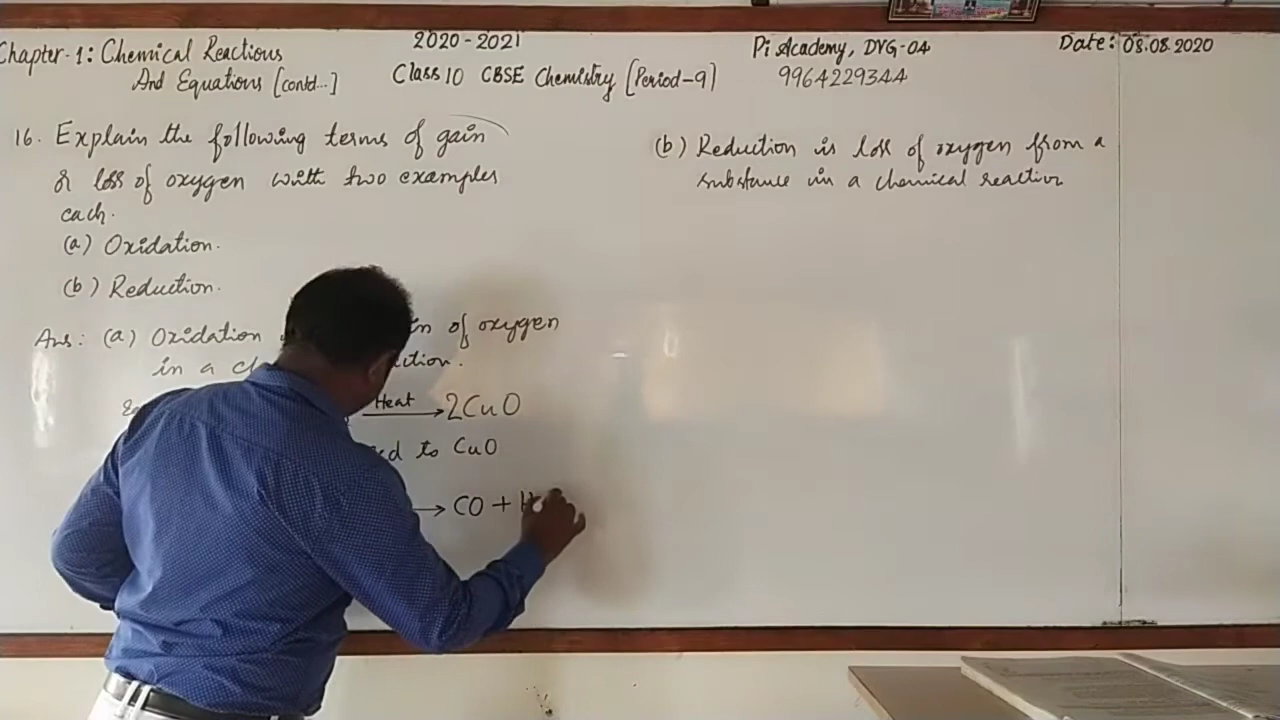 Chapter-1: Chemical Reactions
And Equations [contd...]
2020-2021
Class 10 CBSE Chemistry [Period-9]
Pi Academy, DVG-04
9964229344
Date: 08.08.2020
16. Explain the following terms of gain
or loss of oxygen with two examples
each.
(a) Oxidation.
(b) Reduction.
Ans: (a) Oxidation of oxygen
in a
Heat → 2CuO
to CuO
→ CO + H
(b) Reduction is loss of oxygen from a
substance in a chemical reaction